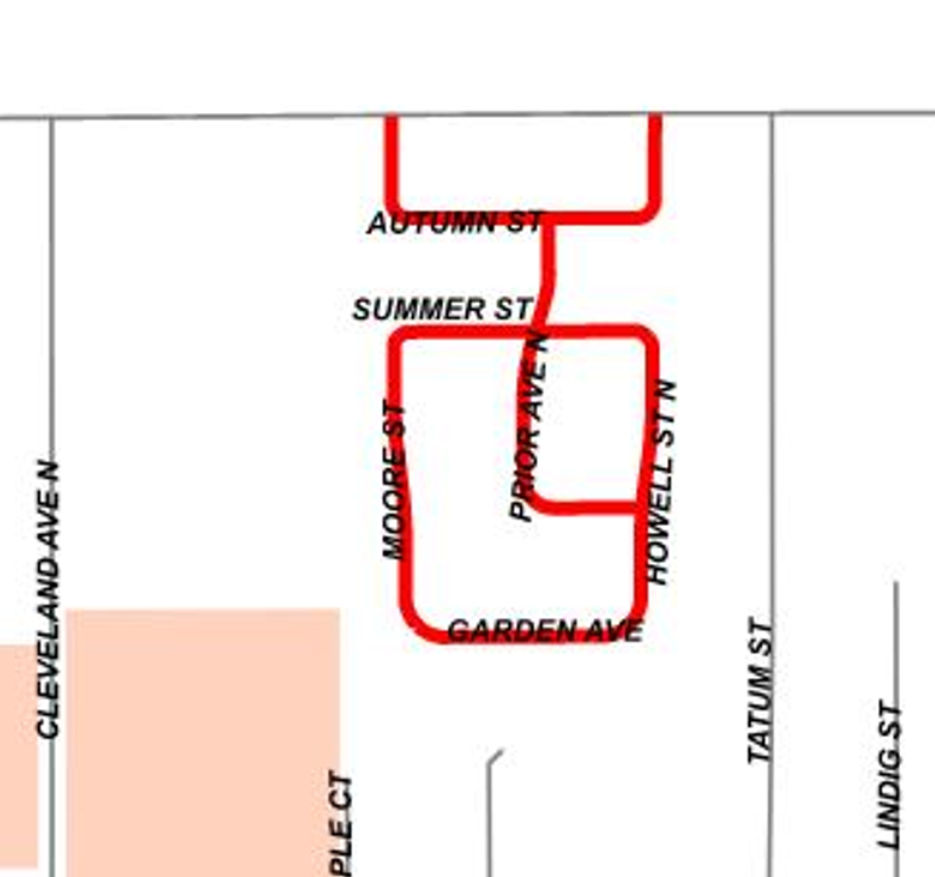 AUTUMN ST
SUMMER ST
PRIOR AVE N
MOORE ST
HOWELL ST N
CLEVELAND AVE N
GARDEN AVE
TATUM ST
LINDIG ST
PLE CT